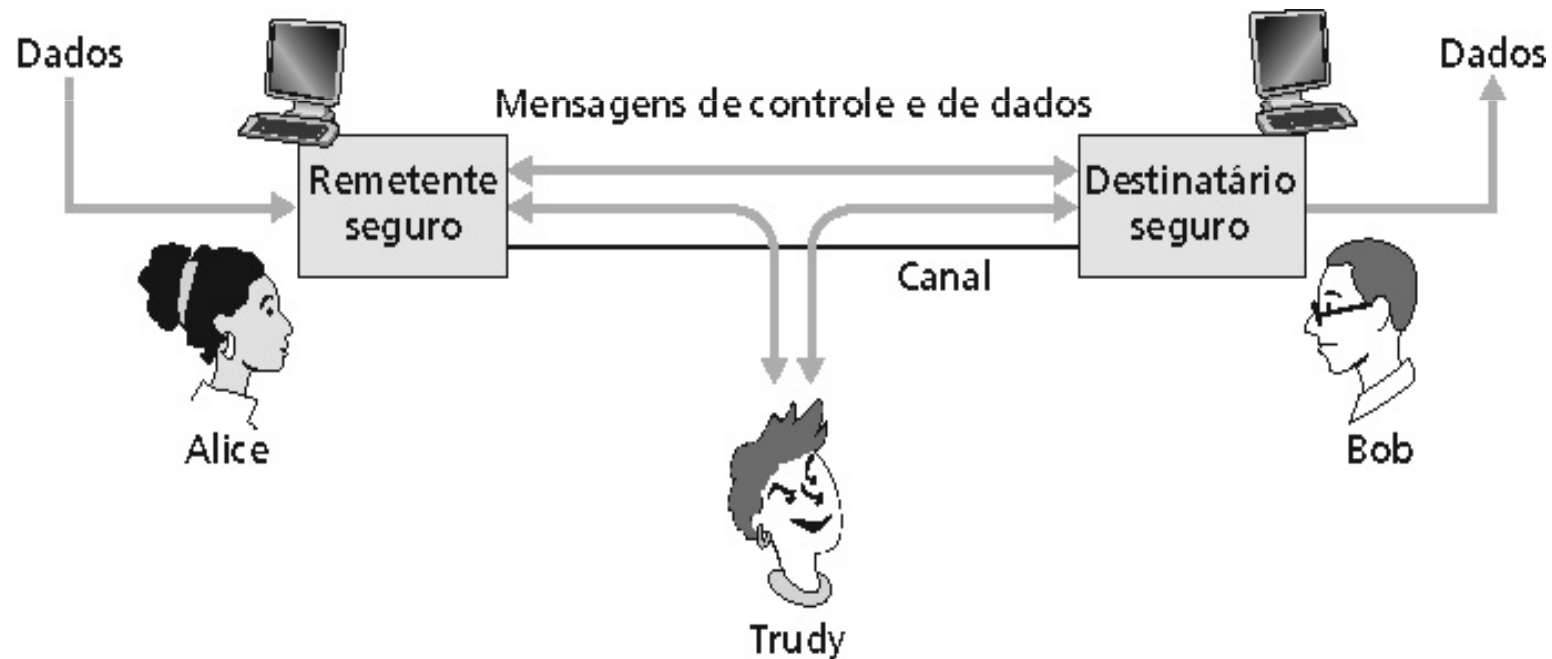 Dados
Dados
Mensagens de controle e de dados
Remetente
seguro
Destinatário
seguro
Canal
Alice
Bob
Trudy